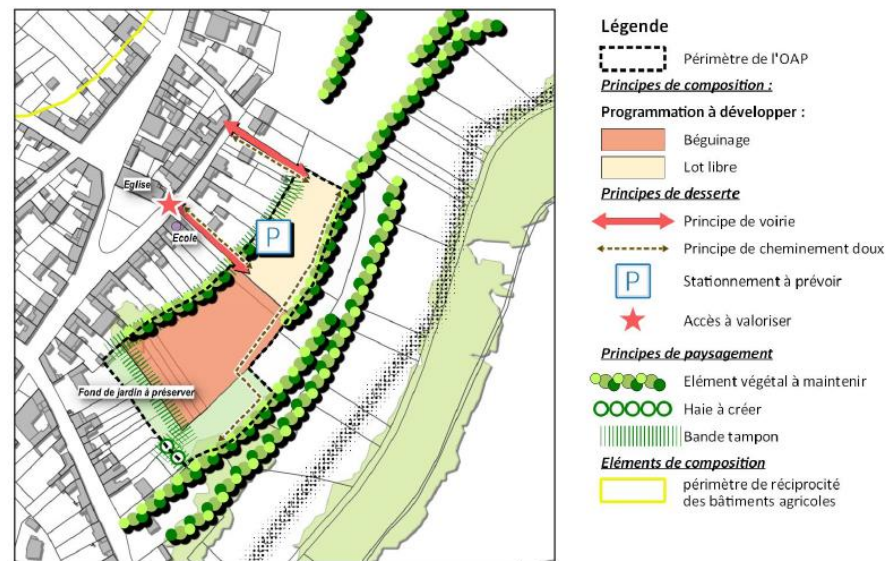 Eglise
Ecole
P
Fond de jardin à préserver
Légende
Périmètre de l'OAP
Principes de composition :
Programmation à développer :
Béguinage
Lot libre
Principes de desserte
Principe de voirie
Principe de cheminement doux
P
Stationnement à prévoir
Accès à valoriser
Principes de paysagement
Elément végétal à maintenir
Haie à créer
Bande tampon
Eléments de composition
périmètre de réciprocité
des bâtiments agricoles